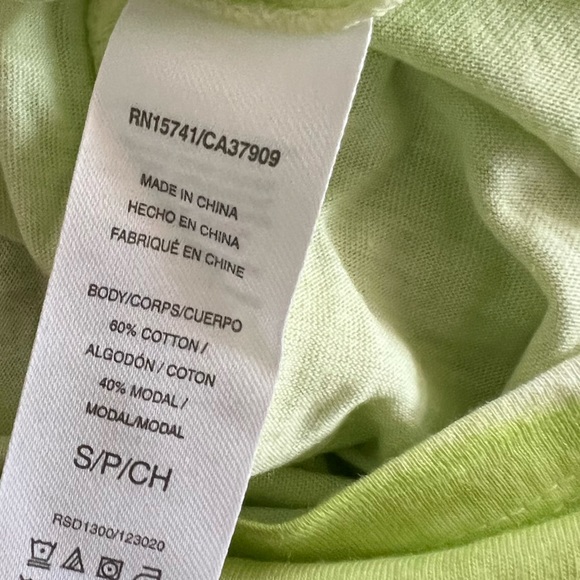 RN15741/CA37909
MADE IN CHINA
HECHO EN CHINA
FABRIQUÉ EN CHINE
BODY/CORPS/CUERPO
60% COTTON /
ALGODÓN / COTON
40% MODAL /
MODAL/MODAL
S/P/CH
RSD1300/123020